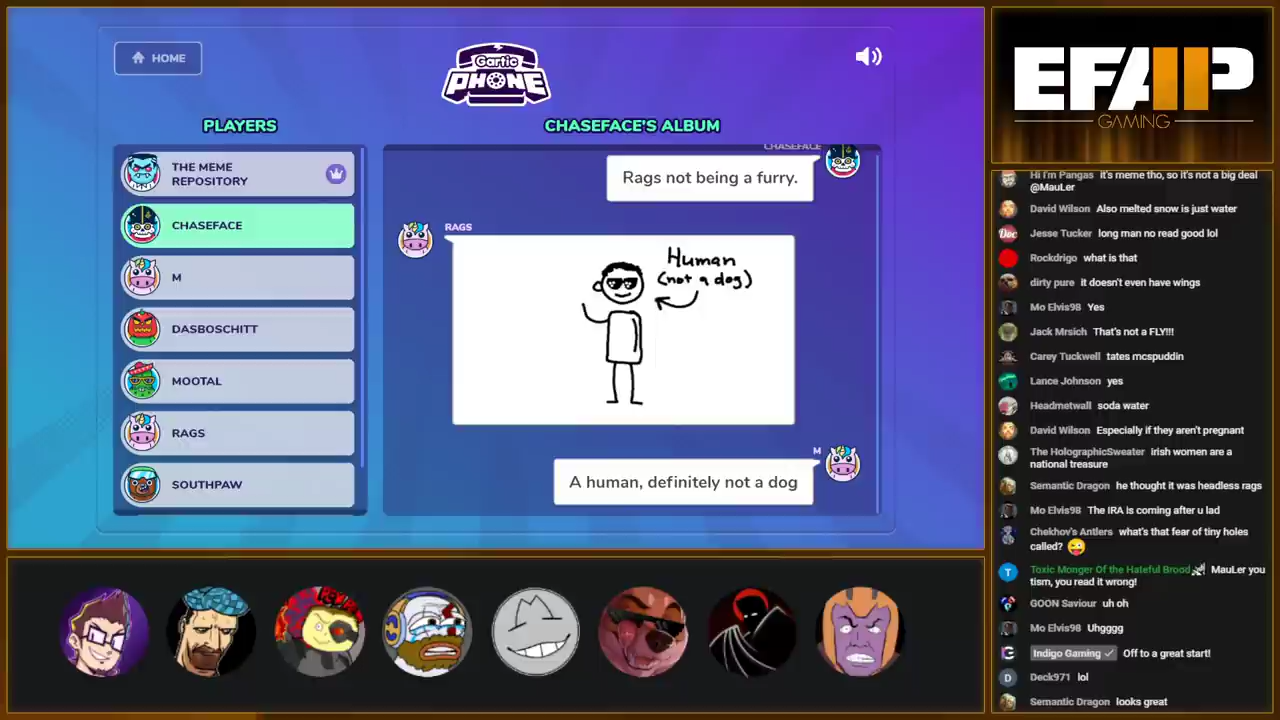 HOME
Gartic
PHONE
PLAYERS
THE MEME
REPOSITORY
CHASEFACE
M
DASBOSCHITT
MOOTAL
RAGS
SOUTHPAW
CHASEFACE'S ALBUM
CHASEFACE
Rags not being a furry.
RAGS
Human
(not a dog)
M
A human, definitely not a dog
EFAP
GAMING
Hi I'm Pangas it's meme tho, so it's not a big deal
@MauLer
David Wilson Also melted snow is just water
Jesse Tucker long man no read good lol
Rockdrigo what is that
dirty pure it doesn't even have wings
Mo Elvis98 Yes
Jack Mrsich That's not a FLY!!!
Carey Tuckwell tates mcspuddin
Lance Johnson yes
Headmetwall soda water
David Wilson Especially if they aren't pregnant
The HolographicSweater Irish women are a
national treasure
Semantic Dragon he thought it was headless rags
Mo Elvis98 The IRA is coming after u lad
Chekhov's Antlers what's that fear of tiny holes
called?
T
Toxic Monger Of the Hateful Brood MauLer you
tism, you read it wrong!
GOON Saviour uh oh
Mo Elvis98 Uhgggg
Indigo Gaming Off to a great start!
D
Deck971 lol
Semantic Dragon looks great